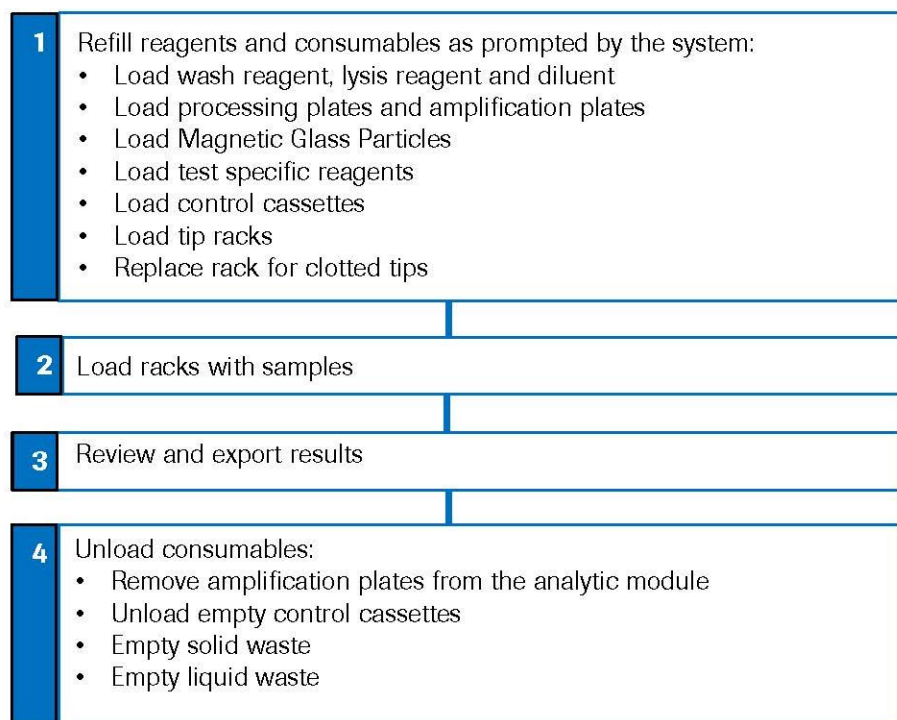 1
Refill reagents and consumables as prompted by the system:
• Load wash reagent, lysis reagent and diluent
• Load processing plates and amplification plates
• Load Magnetic Glass Particles
• Load test specific reagents
• Load control cassettes
• Load tip racks
• Replace rack for clotted tips
2
Load racks with samples
3
Review and export results
4
Unload consumables:
• Remove amplification plates from the analytic module
• Unload empty control cassettes
• Empty solid waste
• Empty liquid waste